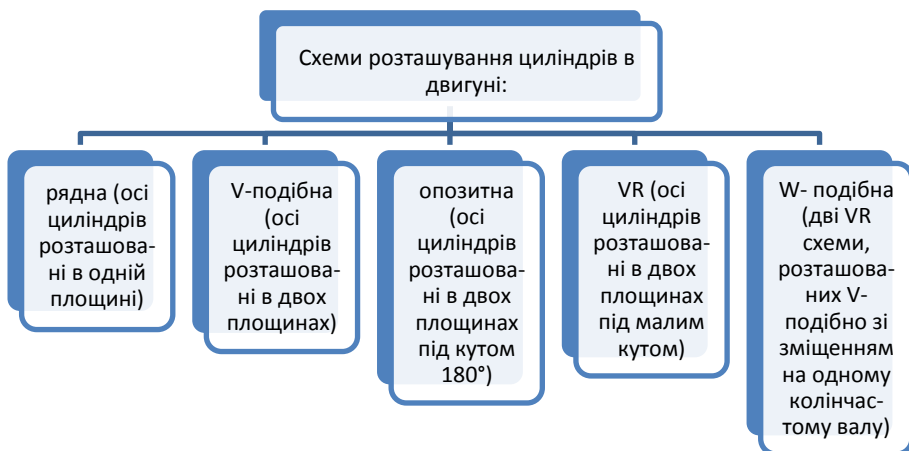 Схеми розташування циліндрів в
двигуні:
рядна (осі
циліндрів
розташова-
ні в одній
площині)
V-подібна
(осі
циліндрів
розташова-
ні в двох
площинах)
опозитна
(осі
циліндрів
розташова-
ні в двох
площинах
під кутом
180°)
VR (осі
циліндрів
розташова-
ні в двох
площинах
під малим
кутом)
W- подібна
(дві VR
схеми,
розташова-
них V-
подібно зі
зміщенням
на одному
колінчас-
тому валу)